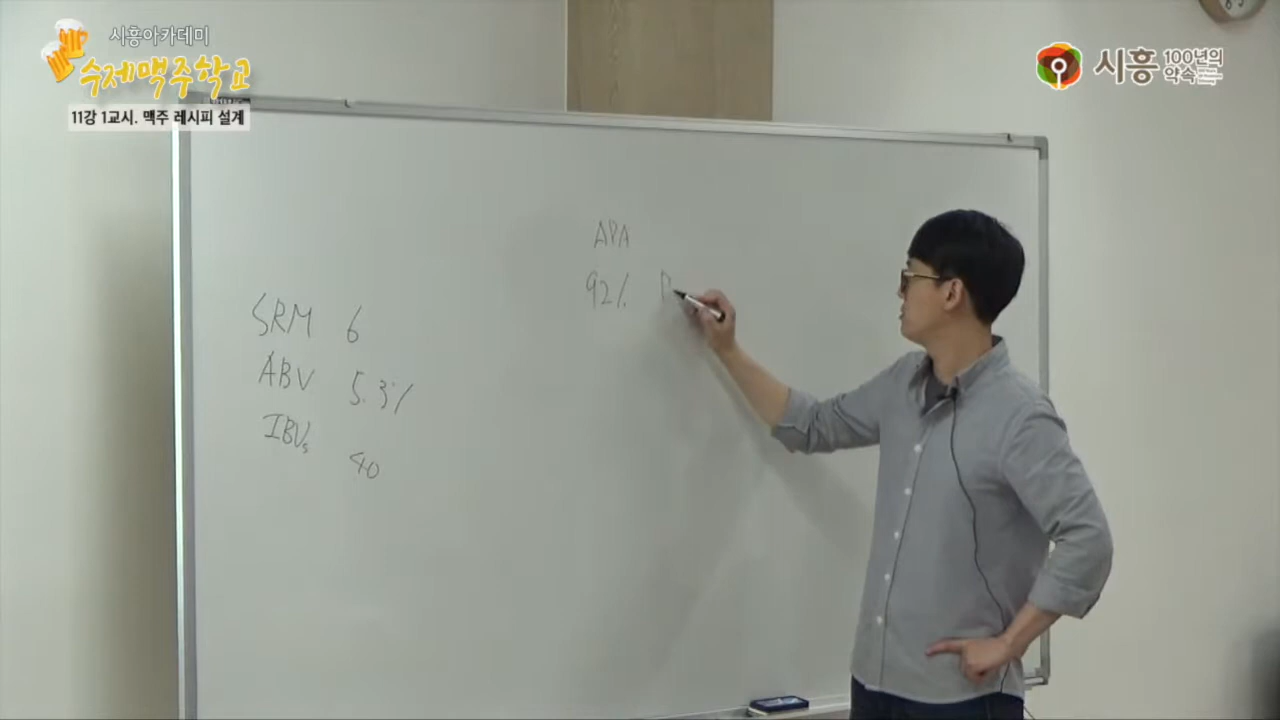 시흥아카데미
수제맥주학교
11강 1교시. 맥주 레시피 설계
시흥 100년의
약속
APA
92%
SRM 6
ABV 5.3%
IBUs 40